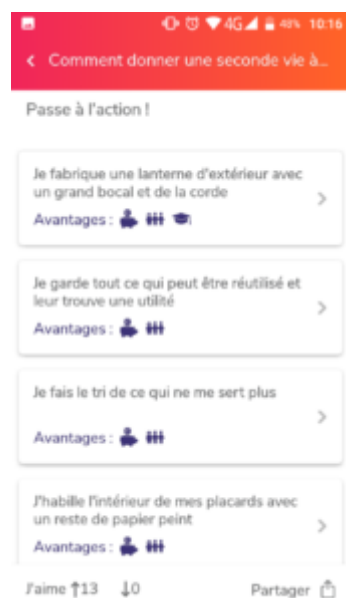 4G 48% 10:16
Comment donner une seconde vie à...
Passe à l'action !
Je fabrique une lanterne d'extérieur avec
un grand bocal et de la corde
Avantages :
Je garde tout ce qui peut être réutilisé et
leur trouve une utilité
Avantages :
Je fais le tri de ce qui ne me sert plus
Avantages :
J'habille l'intérieur de mes placards avec
un reste de papier peint
Avantages :
J'aime ↑13 ↓0 Partager